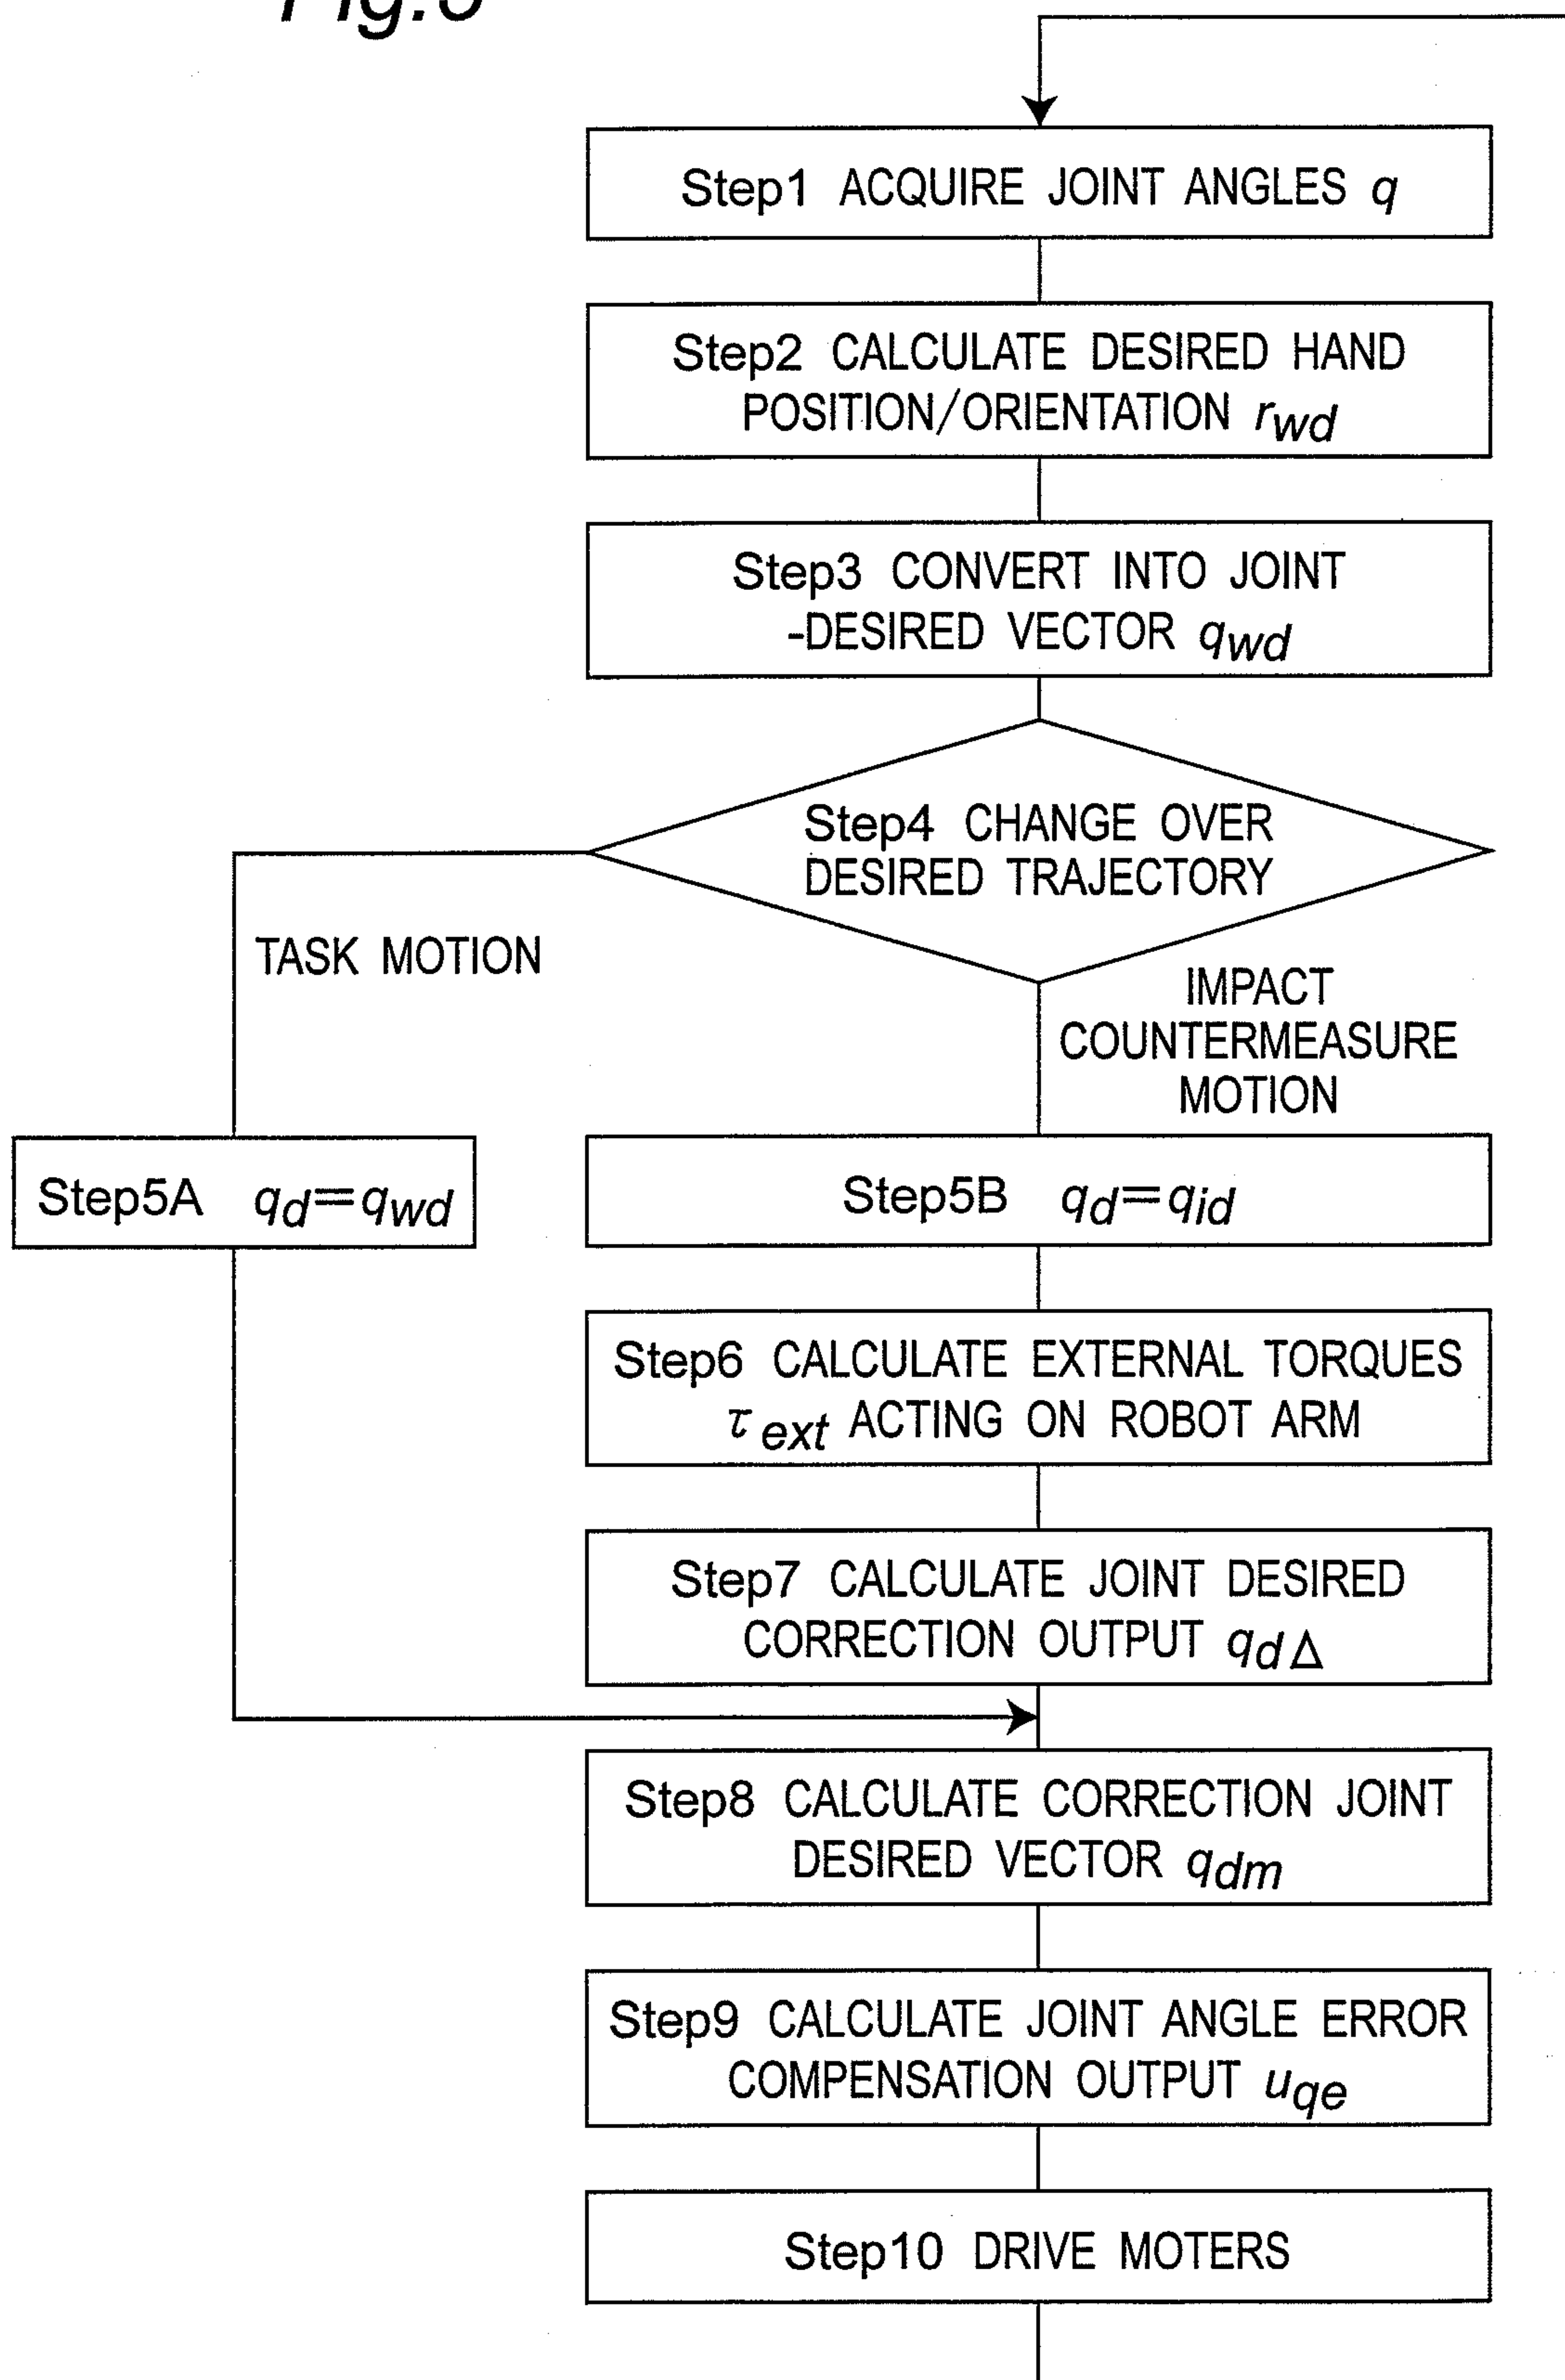 Step1 ACQUIRE JOINT ANGLES q
Step2 CALCULATE DESIRED HAND
POSITION/ORIENTATION rwd
Step3 CONVERT INTO JOINT
-DESIRED VECTOR qwd
Step4 CHANGE OVER
DESIRED TRAJECTORY
TASK MOTION
IMPACT
COUNTERMEASURE
MOTION
Step5A qd=qwd
Step5B qd=qid
Step6 CALCULATE EXTERNAL TORQUES
τext ACTING ON ROBOT ARM
Step7 CALCULATE JOINT DESIRED
CORRECTION OUTPUT qdΔ
Step8 CALCULATE CORRECTION JOINT
DESIRED VECTOR qdm
Step9 CALCULATE JOINT ANGLE ERROR
COMPENSATION OUTPUT uqe
Step10 DRIVE MOTERS